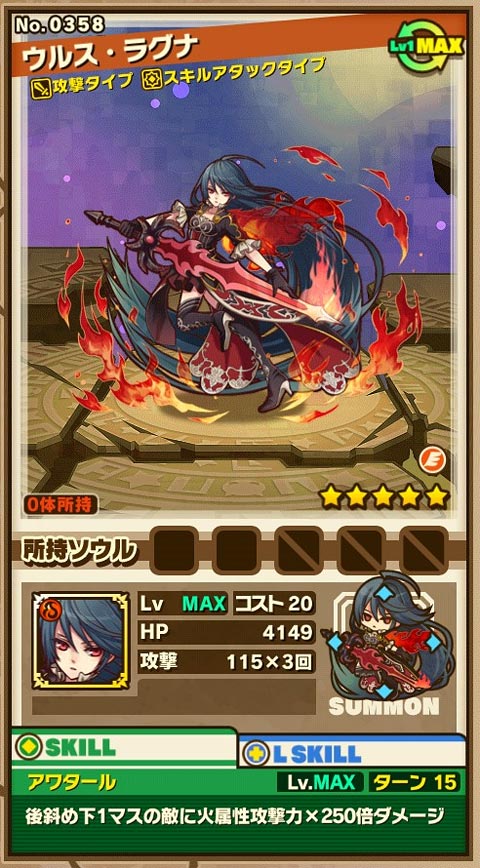 No.0358
ウルス・ラグナ
Lv1 MAX
攻撃タイプ スキルアタックタイプ
E
0体所持
所持ソウル
Lv MAX コスト 20
HP 4149
攻撃 115×3回
SUMMON
SKILL
L SKILL
アワタール Lv.MAX ターン 15
後斜め下1マスの敵に火属性攻撃力×250倍ダメージ